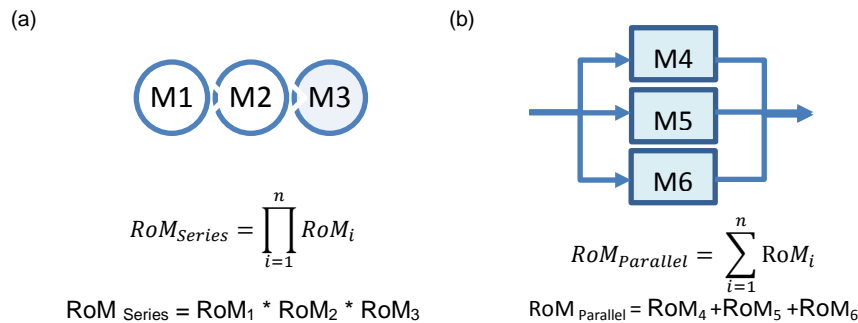 (a)
M1 M2 M3
n
RoM_Series = ∏ RoM_i
i=1
RoM Series = RoM1 * RoM2 * RoM3
(b)
M4
M5
M6
n
RoM_Parallel = ∑ RoM_i
i=1
RoM Parallel = RoM4 +RoM5 +RoM6